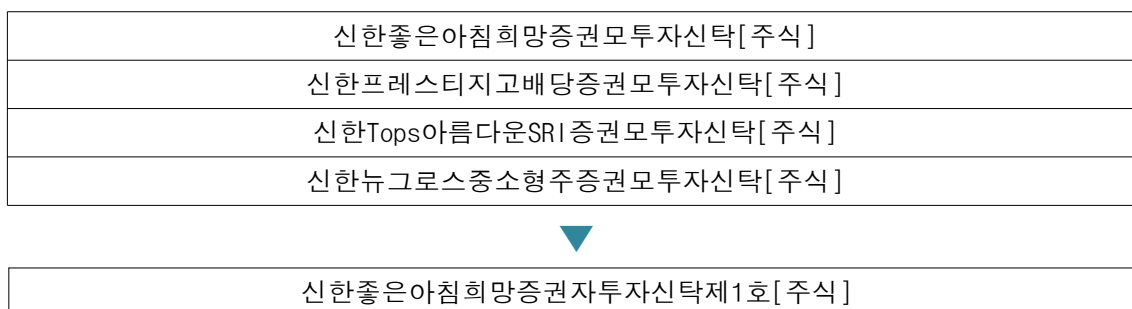 신한좋은아침희망증권모투자신탁[주식]
신한프레스티지고배당증권모투자신탁[주식]
신한Tops아름다운SRI증권모투자신탁[주식]
신한뉴그로스중소형주증권모투자신탁[주식]
신한좋은아침희망증권자투자신탁제1호[주식]